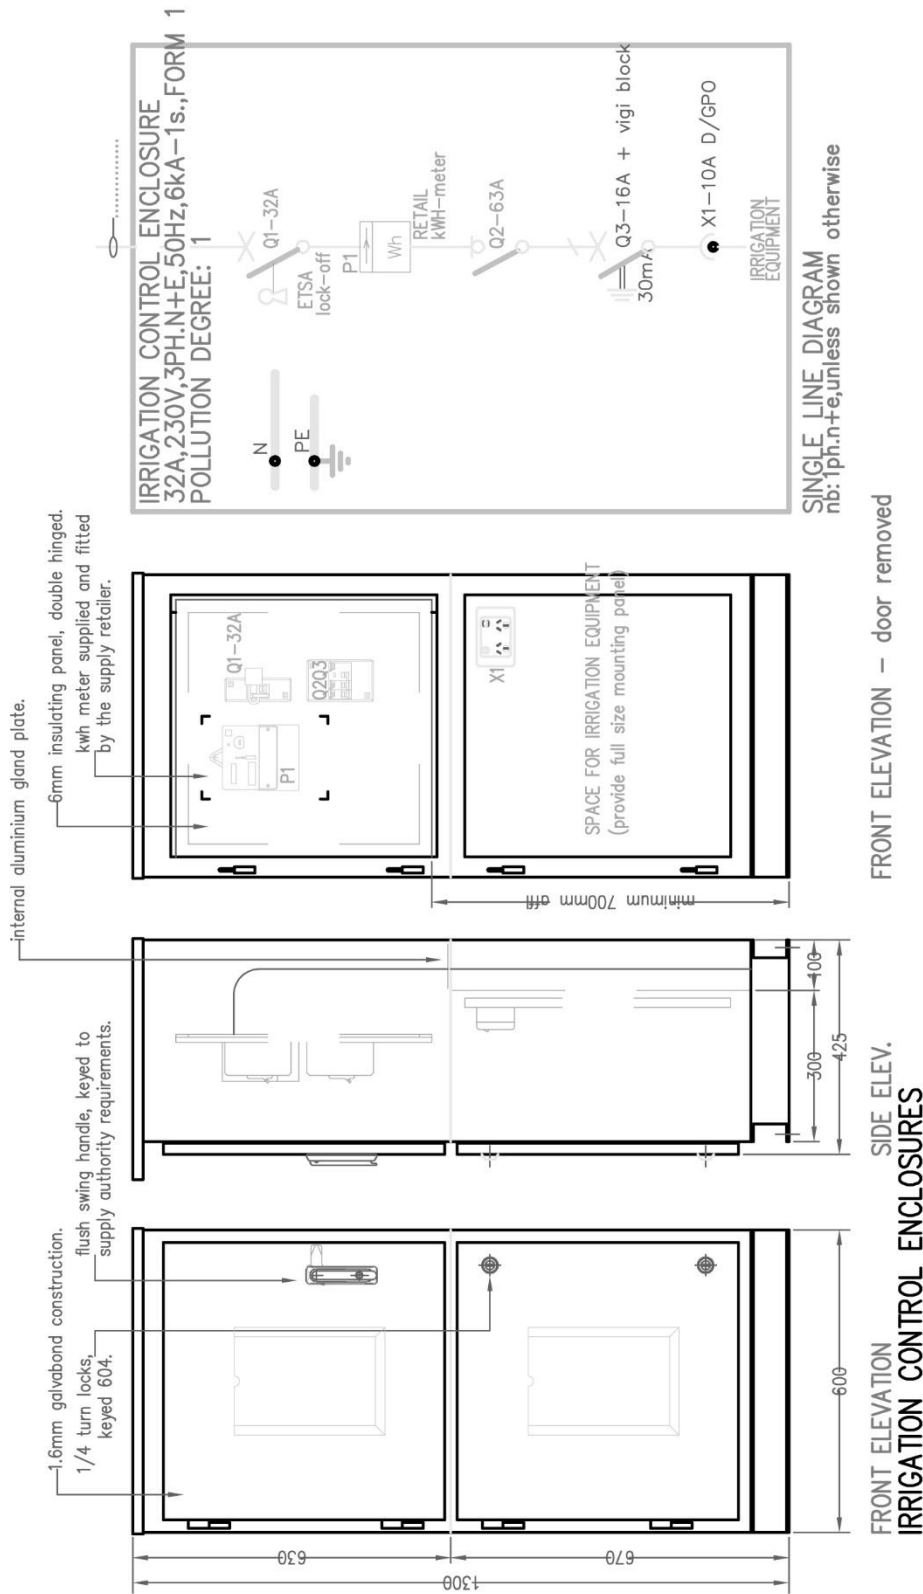 1.6mm galvabond construction.
1/4 turn locks,
keyed 604.
flush swing handle, keyed to
supply authority requirements.
internal aluminium gland plate.
6mm insulating panel, double hinged.
kwh meter supplied and fitted
by the supply retailer.
630
670
1300
600
FRONT ELEVATION
300
100
425
SIDE ELEV.
IRRIGATION CONTROL ENCLOSURES
Q1-32A
Q2Q3
P1
X1
SPACE FOR IRRIGATION EQUIPMENT
(provide full size mounting panel)
minimum 700mm affl
FRONT ELEVATION - door removed
IRRIGATION CONTROL ENCLOSURE
32A,230V,3PH.N+E,50Hz,6kA-1s.,FORM 1
POLLUTION DEGREE: 1
N
PE
Q1-32A
ETSA
lock-off
P1
Wh
RETAIL
kWH-meter
Q2-63A
Q3-16A + vigi block
30mA
X1-10A D/GPO
IRRIGATION
EQUIPMENT
SINGLE LINE DIAGRAM
nb:1ph.n+e,unless shown otherwise